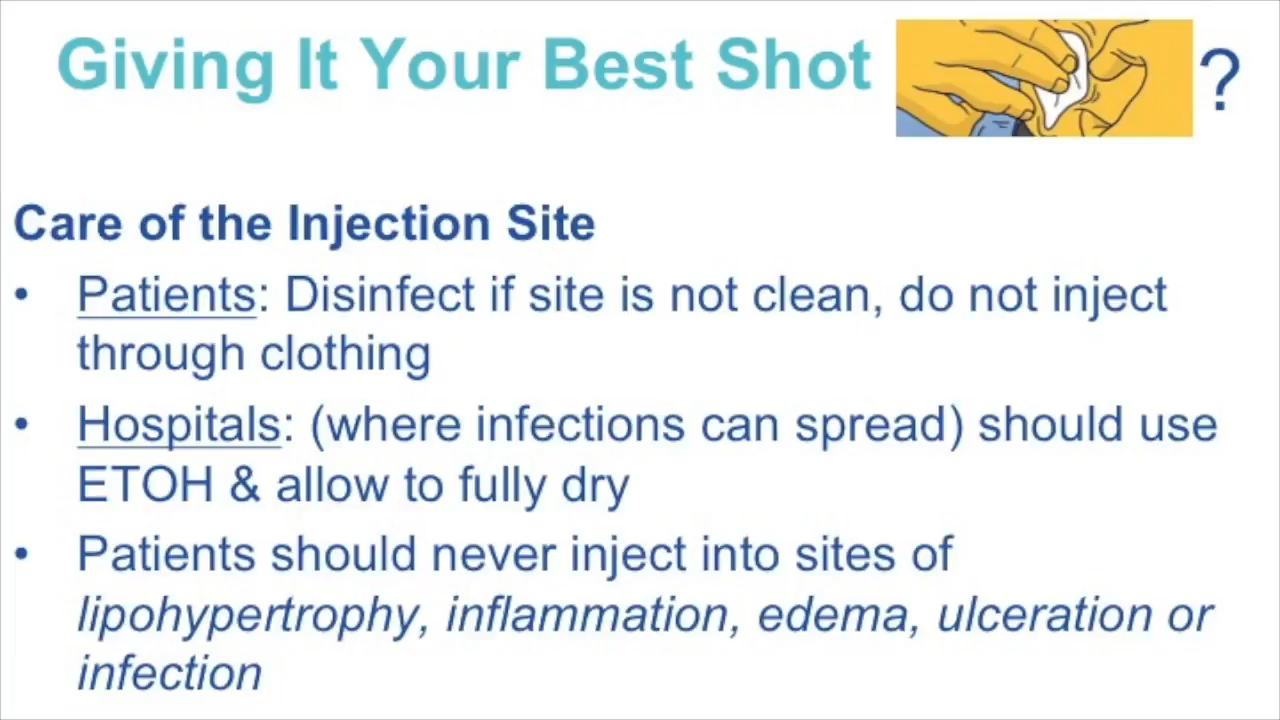 Giving It Your Best Shot ?
Care of the Injection Site
• Patients: Disinfect if site is not clean, do not inject
through clothing
• Hospitals: (where infections can spread) should use
ETOH & allow to fully dry
• Patients should never inject into sites of
lipohypertrophy, inflammation, edema, ulceration or
infection